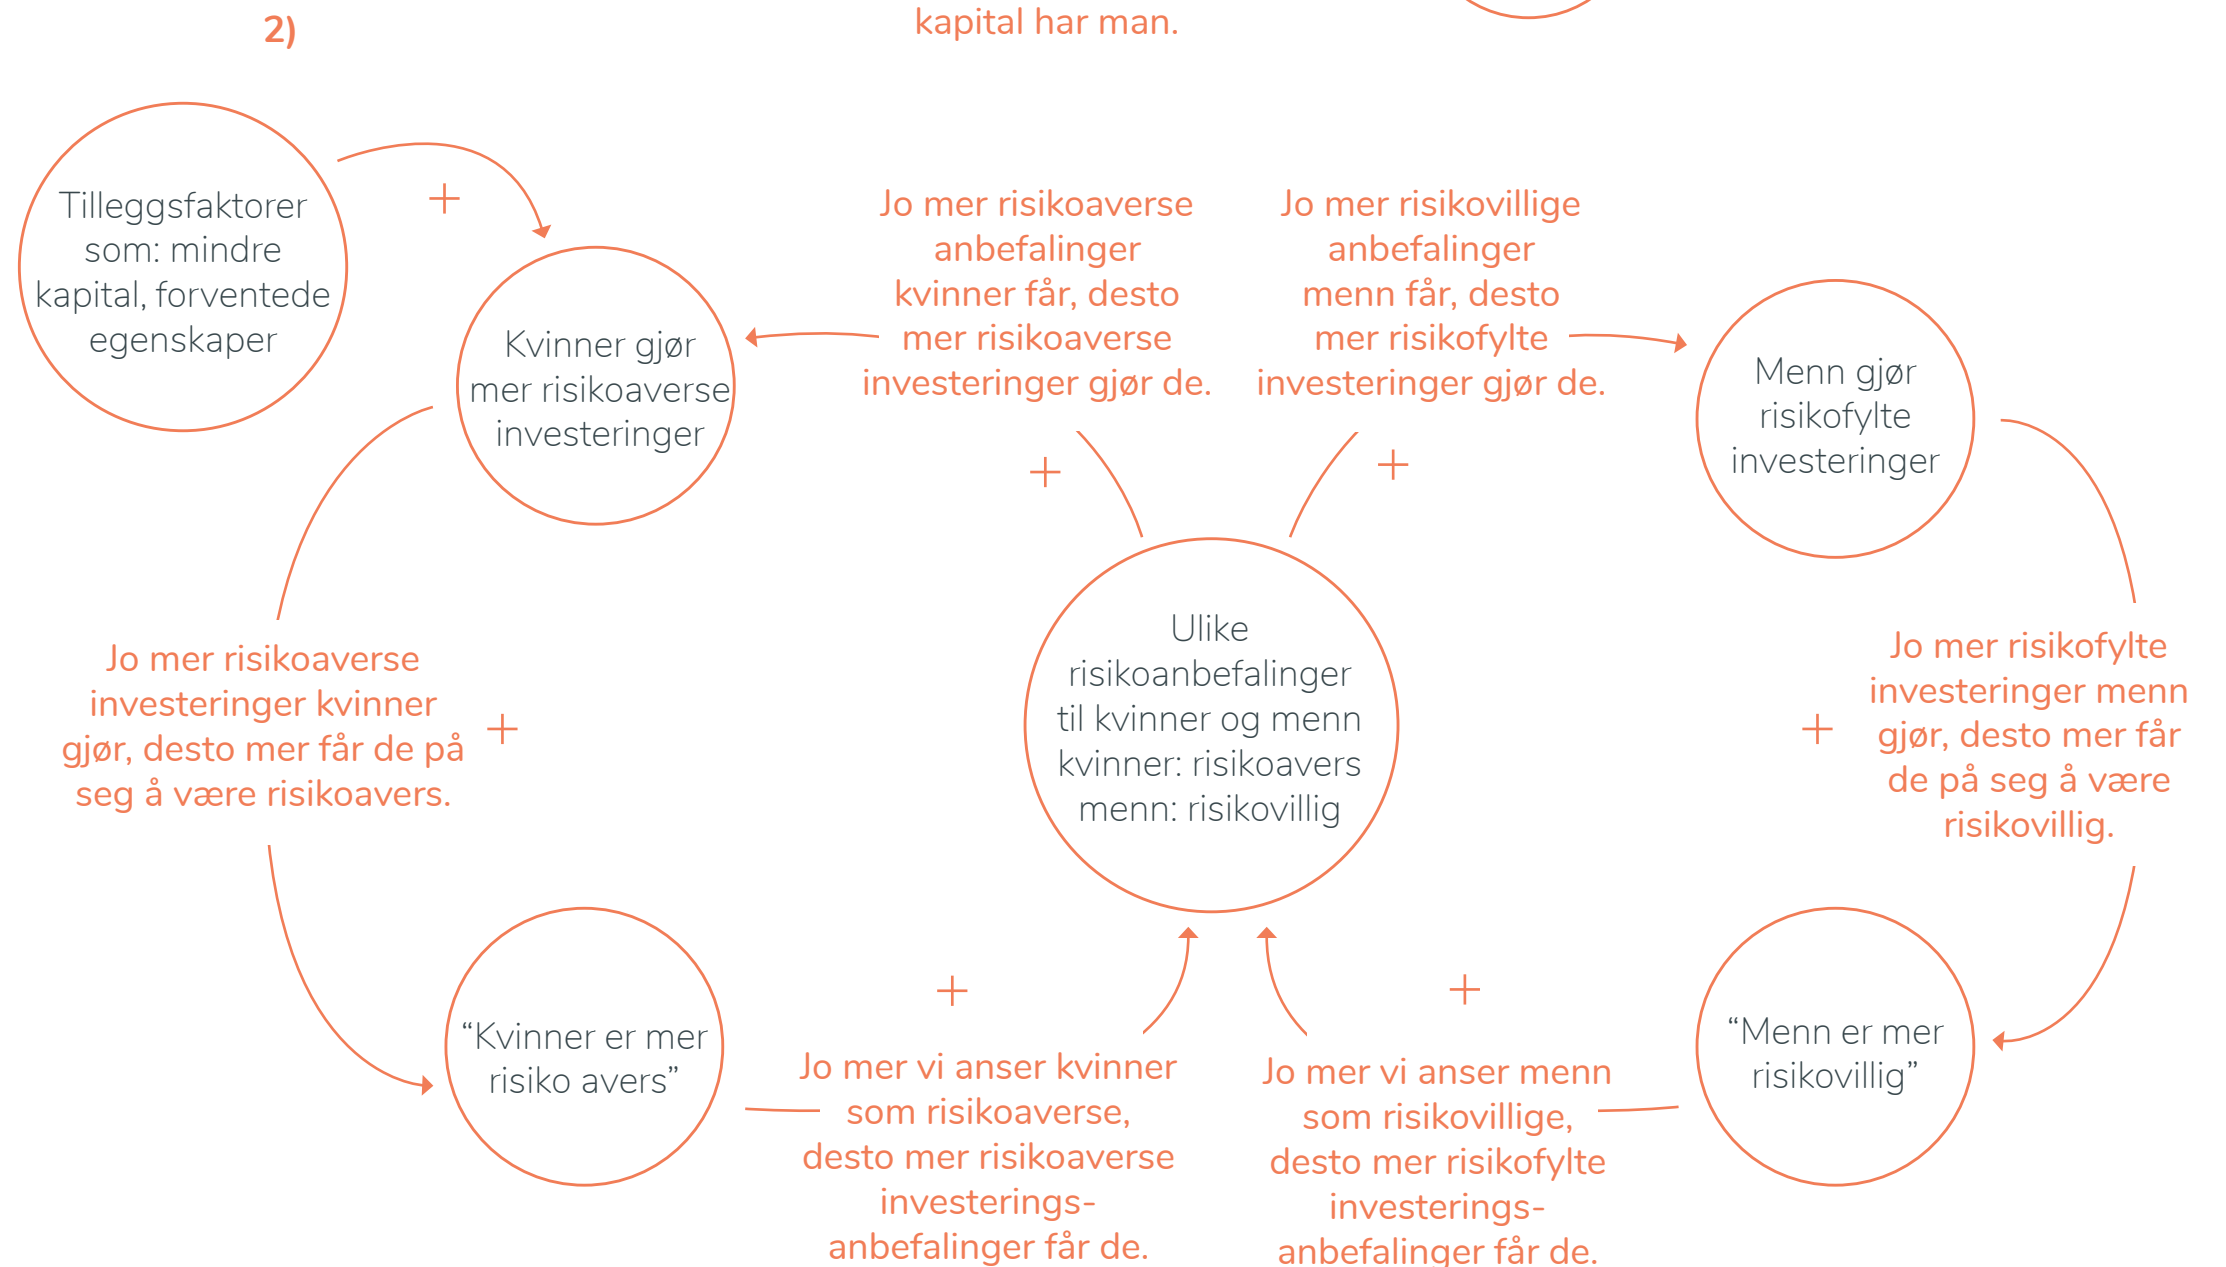 2)
kapital har man.
Tilleggsfaktorer
som: mindre
kapital, forventede
egenskaper
+
Kvinner gjør
mer risikoaverse
investeringer
Jo mer risikoaverse
anbefalinger
kvinner får, desto
mer risikoaverse
investeringer gjør de.
+
Jo mer risikovillige
anbefalinger
menn får, desto
mer risikofylte
investeringer gjør de.
+
Menn gjør
risikofylte
investeringer
Jo mer risikoaverse
investeringer kvinner
gjør, desto mer får de på
seg å være risikoavers.
+
Ulike
risikoanbefalinger
til kvinner og menn
kvinner: risikoavers
menn: risikovillig
+
Jo mer risikofylte
investeringer menn
gjør, desto mer får
de på seg å være
risikovillig.
“Kvinner er mer
risiko avers”
+
Jo mer vi anser kvinner
som risikoaverse,
desto mer risikoaverse
investerings-
anbefalinger får de.
+
Jo mer vi anser menn
som risikovillige,
desto mer risikofylte
investerings-
anbefalinger får de.
“Menn er mer
risikovillig”